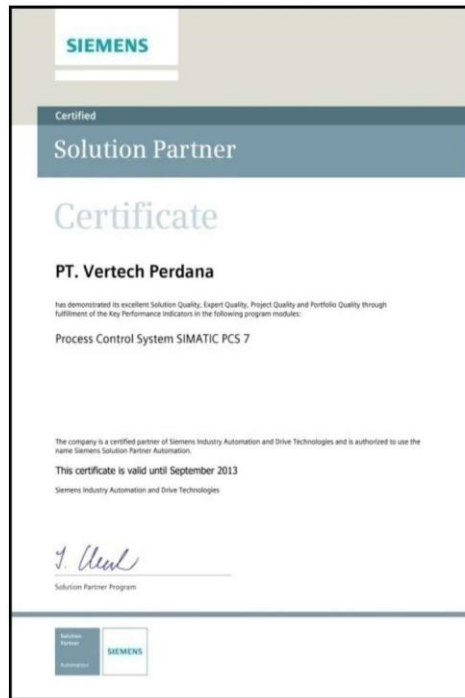 SIEMENS
Certified
Solution Partner
Certificate
PT. Vertech Perdana
has demonstrated its excellent Solution Quality, Expert Quality, Project Quality and Portfolio Quality through
fulfillment of the Key Performance Indicators in the following program modules:
Process Control System SIMATIC PCS 7
The company is a certified partner of Siemens Industry Automation and Drive Technologies and is authorized to use the
name Siemens Solution Partner Automation.
This certificate is valid until September 2013
Siemens Industry Automation and Drive Technologies
Solution Partner Program
Solution
Partner
SIEMENS
Automation